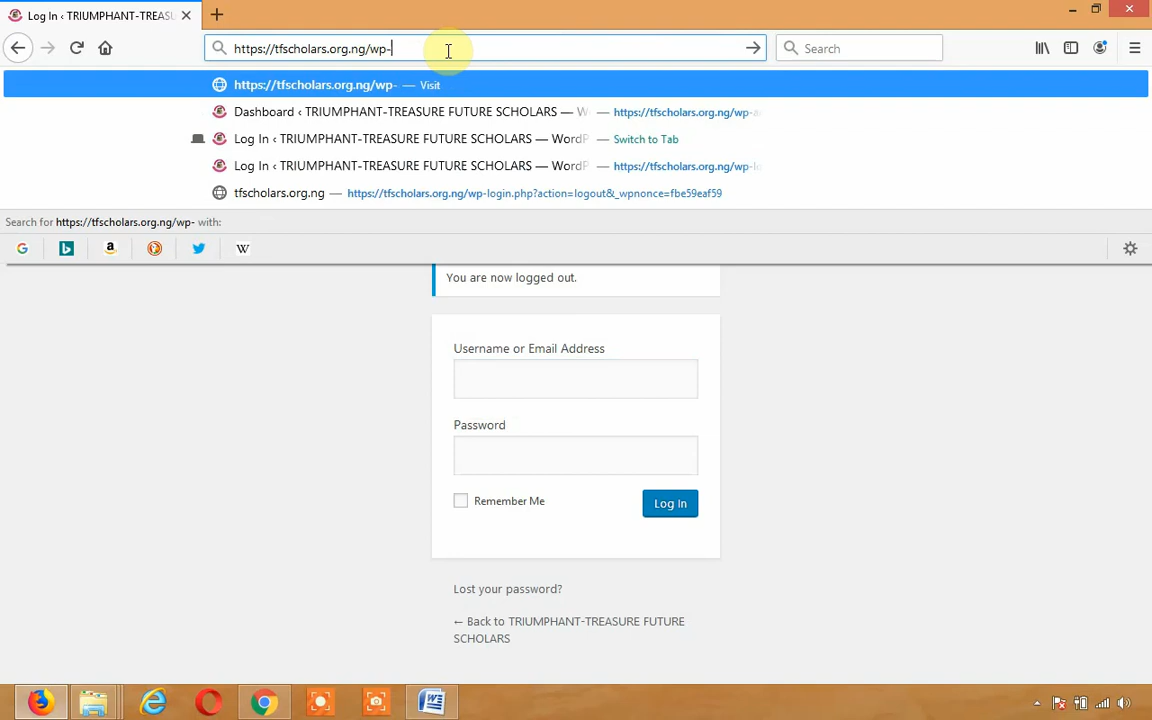 Log In ‹ TRIUMPHANT-TREASU
https://tfscholars.org.ng/wp-
Search
https://tfscholars.org.ng/wp- — Visit
Dashboard ‹ TRIUMPHANT-TREASURE FUTURE SCHOLARS — W — https://tfscholars.org.ng/wp-a
Log In ‹ TRIUMPHANT-TREASURE FUTURE SCHOLARS — WordP — Switch to Tab
Log In ‹ TRIUMPHANT-TREASURE FUTURE SCHOLARS — WordP — https://tfscholars.org.ng/wp-lo
tfscholars.org.ng — https://tfscholars.org.ng/wp-login.php?action=logout&_wpnonce=fbe59eaf59
Search for https://tfscholars.org.ng/wp- with:
You are now logged out.
Username or Email Address
Password
Remember Me
Log In
Lost your password?
← Back to TRIUMPHANT-TREASURE FUTURE
SCHOLARS